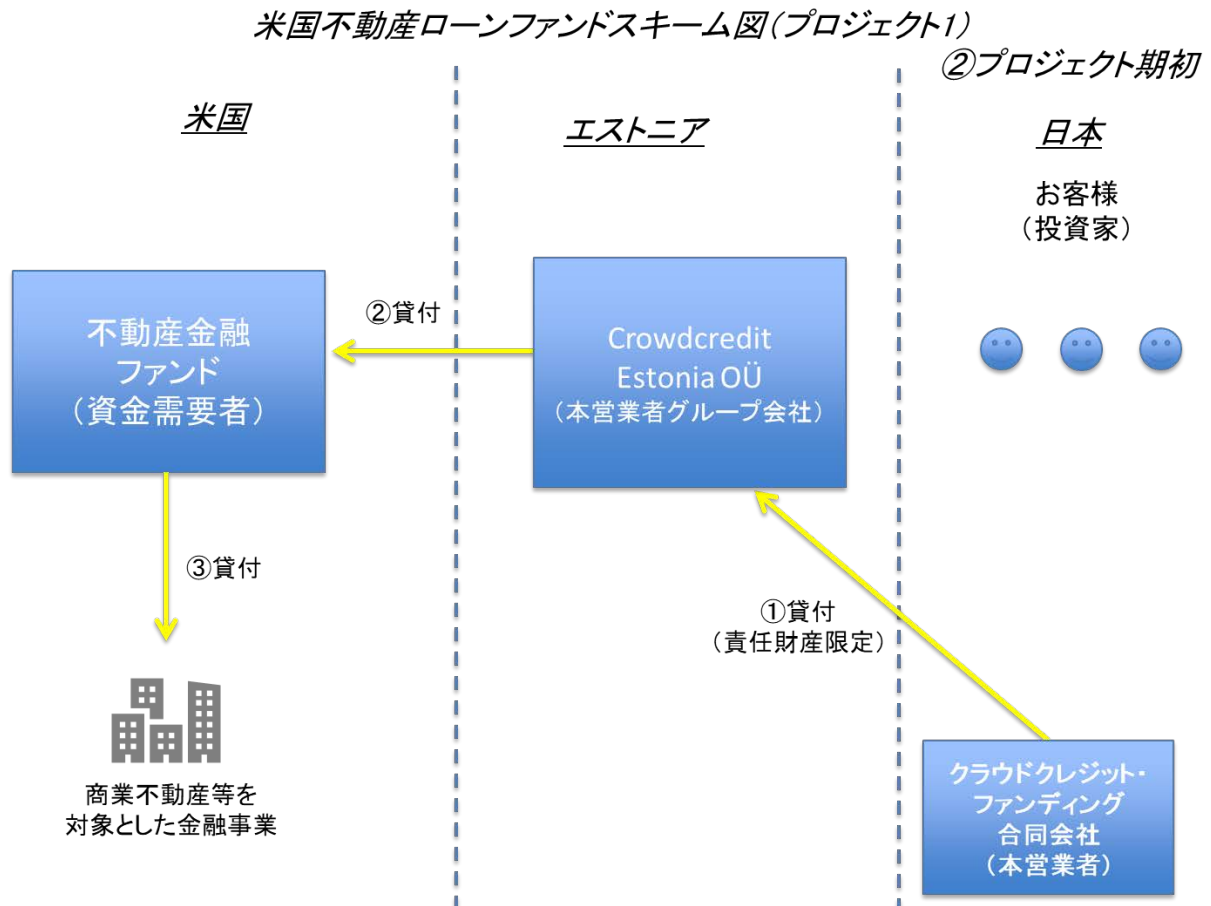 米国不動産ローンファンドスキーム図（プロジェクト1）
②プロジェクト期初
米国
エストニア
日本
お客様
（投資家）
不動産金融
ファンド
（資金需要者）
②貸付
Crowdcredit
Estonia OÜ
（本営業者グループ会社）
③貸付
①貸付
（責任財産限定）
商業不動産等を
対象とした金融事業
クラウドクレジット・
ファンディング
合同会社
（本営業者）